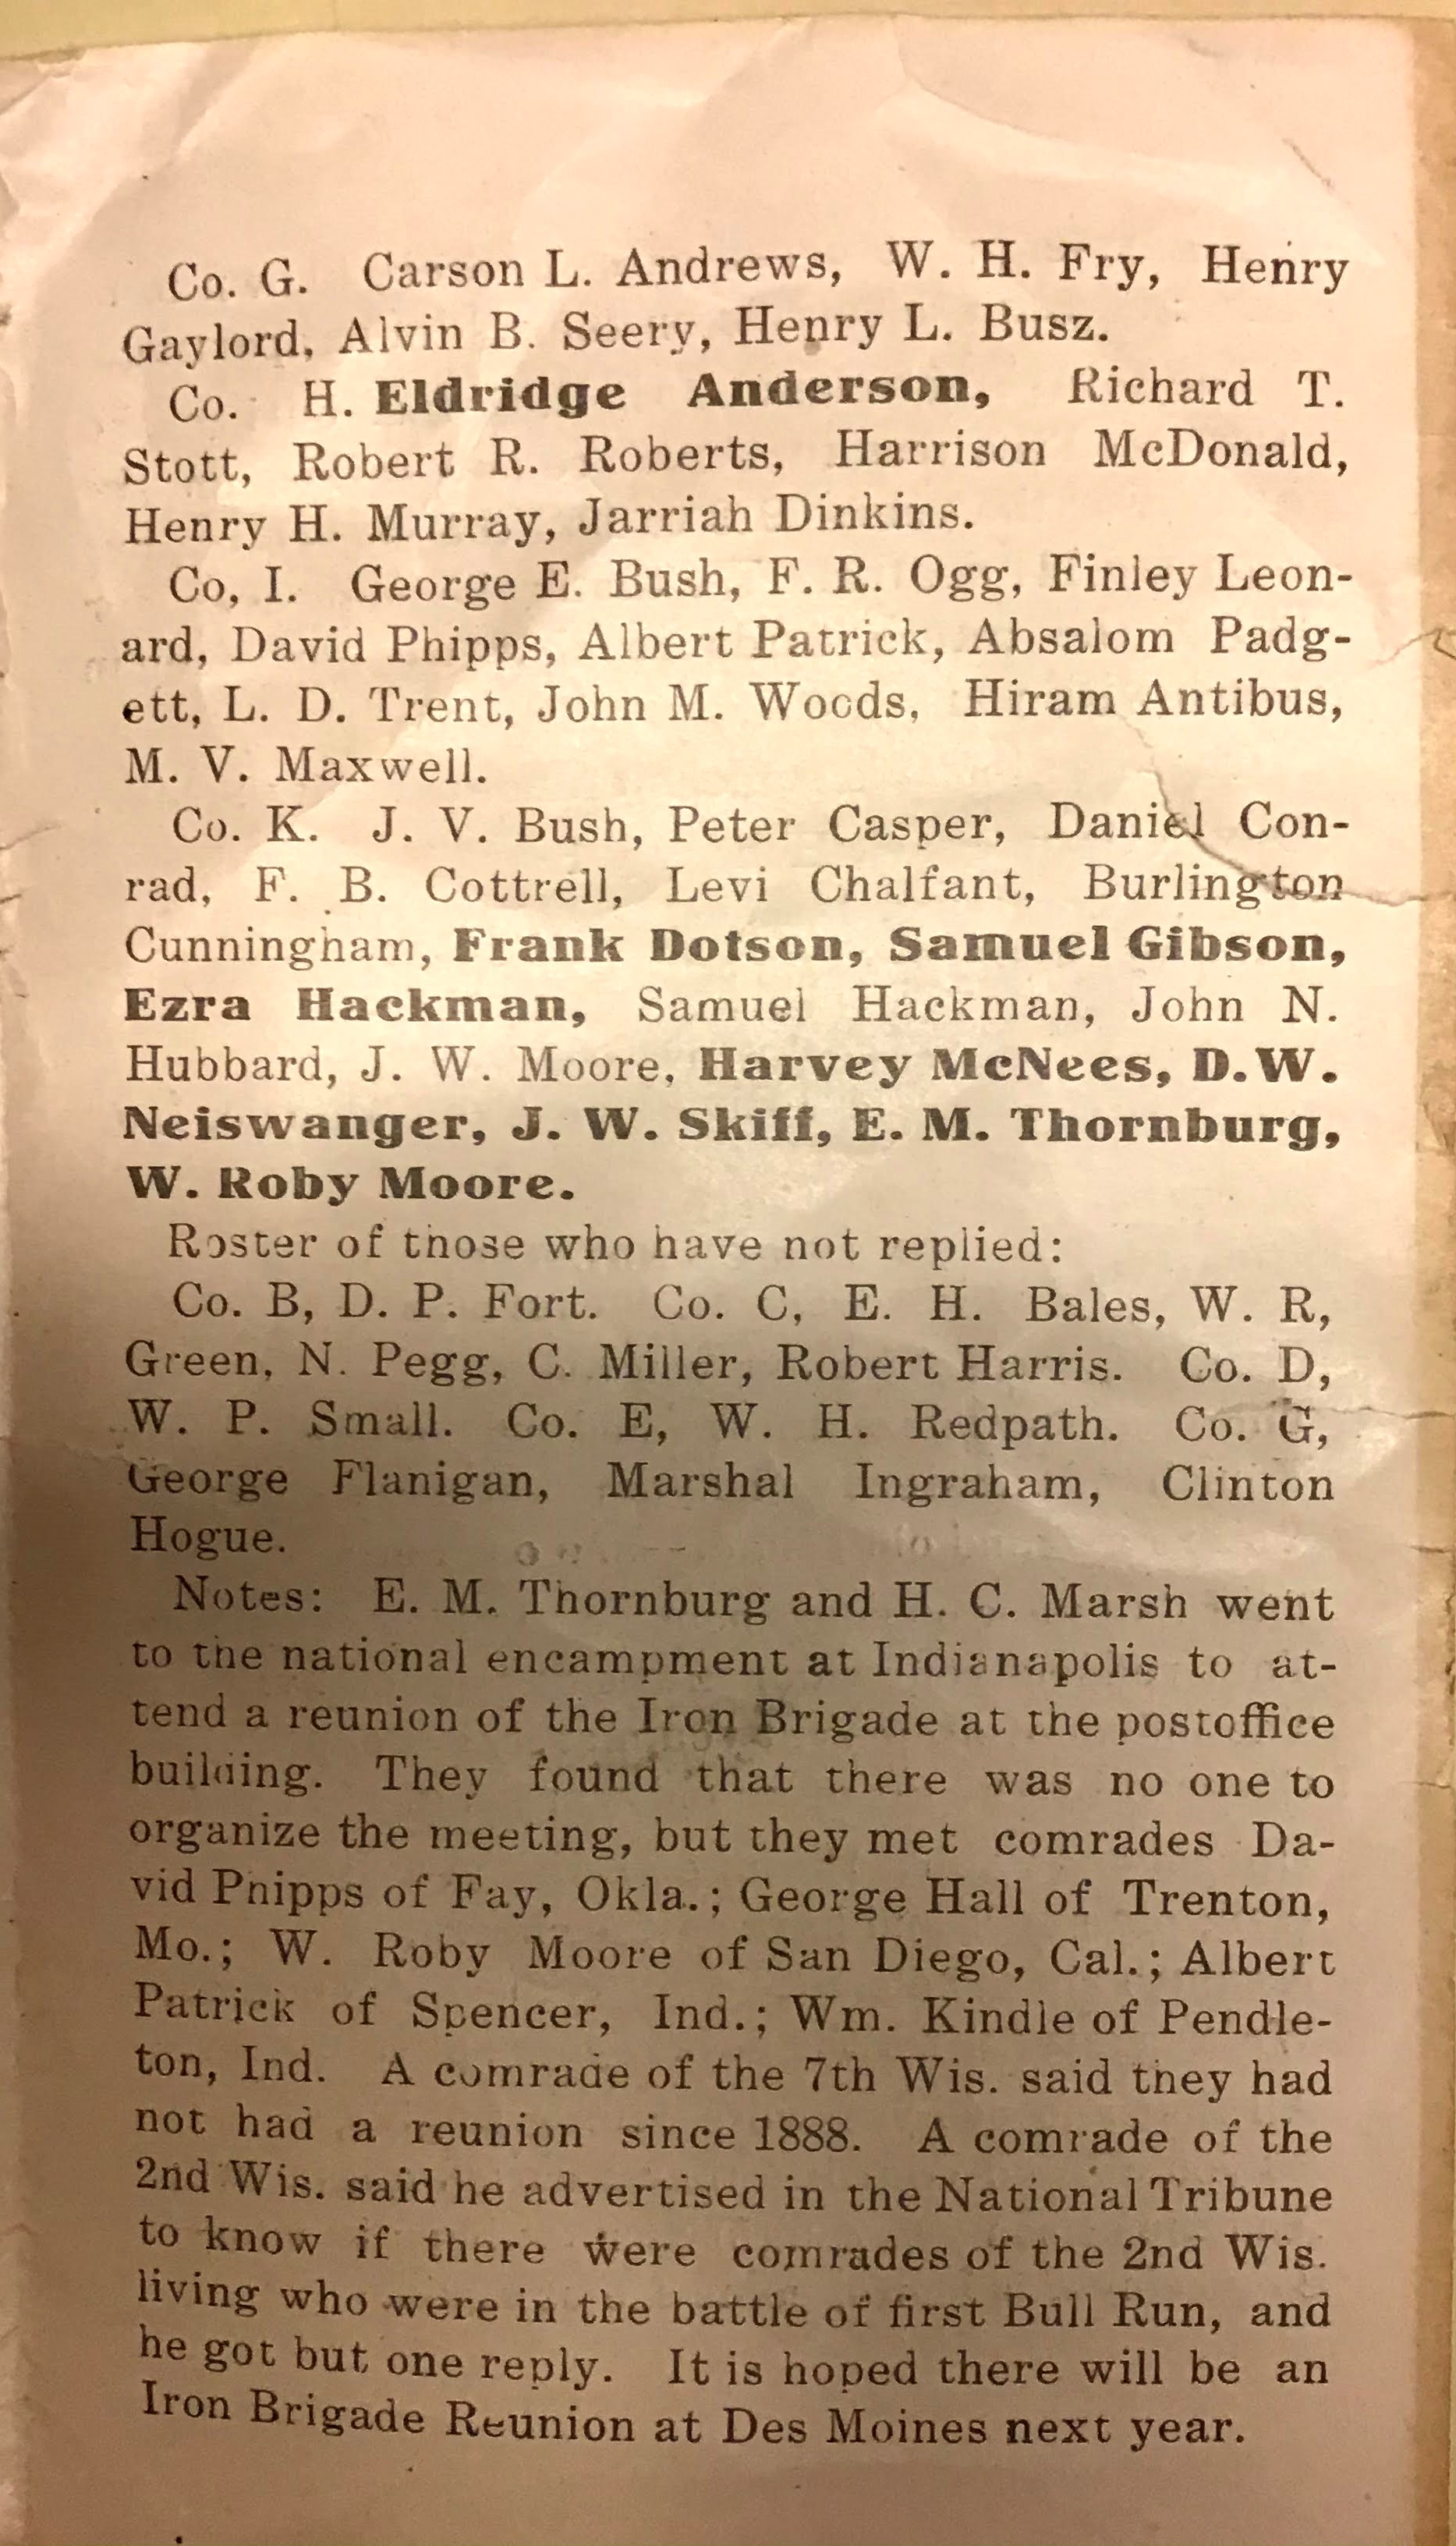 Co. G. Carson L. Andrews, W. H. Fry, Henry
Gaylord, Alvin B. Seery, Henry L. Busz.
Co. H. Eldridge Anderson, Richard T.
Stott, Robert R. Roberts, Harrison McDonald,
Henry H. Murray, Jarriah Dinkins.
Co, I. George E. Bush, F. R. Ogg, Finley Leon-
ard, David Phipps, Albert Patrick, Absalom Padg-
ett, L. D. Trent, John M. Woods, Hiram Antibus,
M. V. Maxwell.
Co. K. J. V. Bush, Peter Casper, Daniel Con-
rad, F. B. Cottrell, Levi Chalfant, Burlington
Cunningham, Frank Dotson, Samuel Gibson,
Ezra Hackman, Samuel Hackman, John N.
Hubbard, J. W. Moore, Harvey McNees, D.W.
Neiswanger, J. W. Skiff, E. M. Thornburg,
W. Roby Moore.
Roster of those who have not replied:
Co. B, D. P. Fort. Co. C, E. H. Bales, W. R,
Green, N. Pegg, C. Miller, Robert Harris. Co. D,
W. P. Small. Co. E, W. H. Redpath. Co. G,
George Flanigan, Marshal Ingraham, Clinton
Hogue.
Notes: E. M. Thornburg and H. C. Marsh went
to the national encampment at Indianapolis to at-
tend a reunion of the Iron Brigade at the postoffice
building. They found that there was no one to
organize the meeting, but they met comrades Da-
vid Phipps of Fay, Okla.; George Hall of Trenton,
Mo.; W. Roby Moore of San Diego, Cal.; Albert
Patrick of Spencer, Ind.; Wm. Kindle of Pendle-
ton, Ind. A comrade of the 7th Wis. said they had
not had a reunion since 1888. A comrade of the
2nd Wis. said he advertised in the National Tribune
to know if there were comrades of the 2nd Wis.
living who were in the battle of first Bull Run, and
he got but one reply. It is hoped there will be an
Iron Brigade Reunion at Des Moines next year.